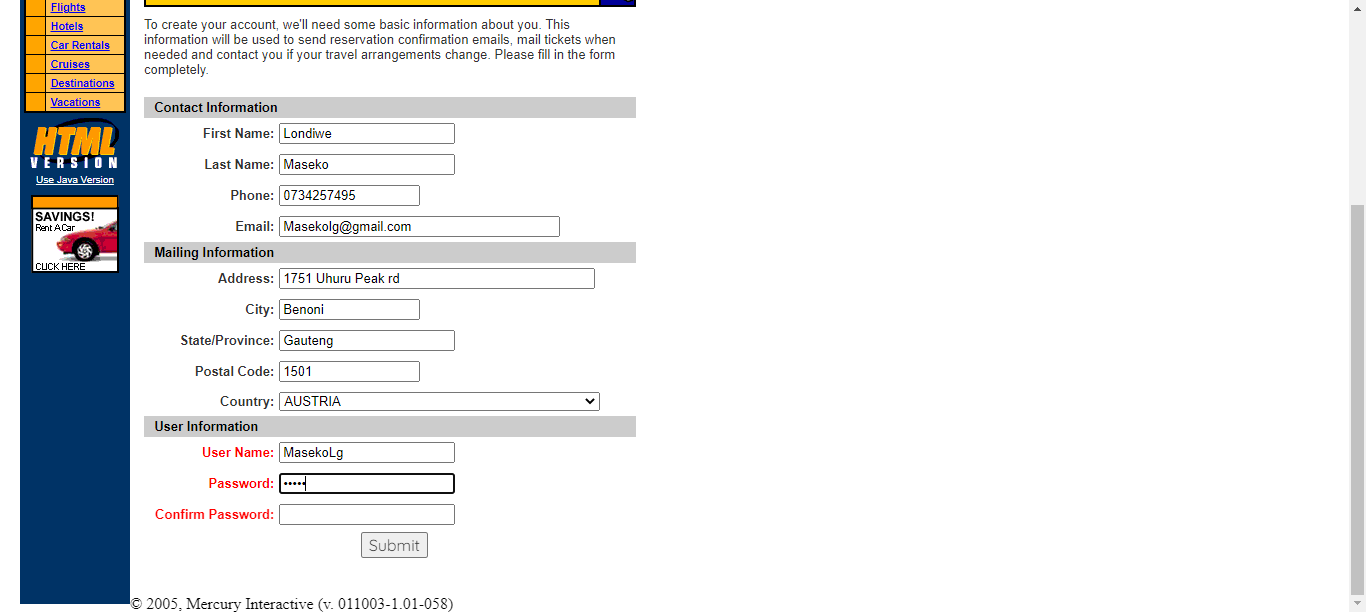 Flights
Hotels
Car Rentals
Cruises
Destinations
Vacations
HTML
VERSION
Use Java Version
SAVINGS!
Rent A Car
CLICK HERE
To create your account, we'll need some basic information about you. This
information will be used to send reservation confirmation emails, mail tickets when
needed and contact you if your travel arrangements change. Please fill in the form
completely.
Contact Information
First Name: Londiwe
Last Name: Maseko
Phone: 0734257495
Email: Masekolg@gmail.com
Mailing Information
Address: 1751 Uhuru Peak rd
City: Benoni
State/Province: Gauteng
Postal Code: 1501
Country: AUSTRIA
User Information
User Name: MasekoLg
Password: •••••
Confirm Password:
Submit
© 2005, Mercury Interactive (v. 011003-1.01-058)